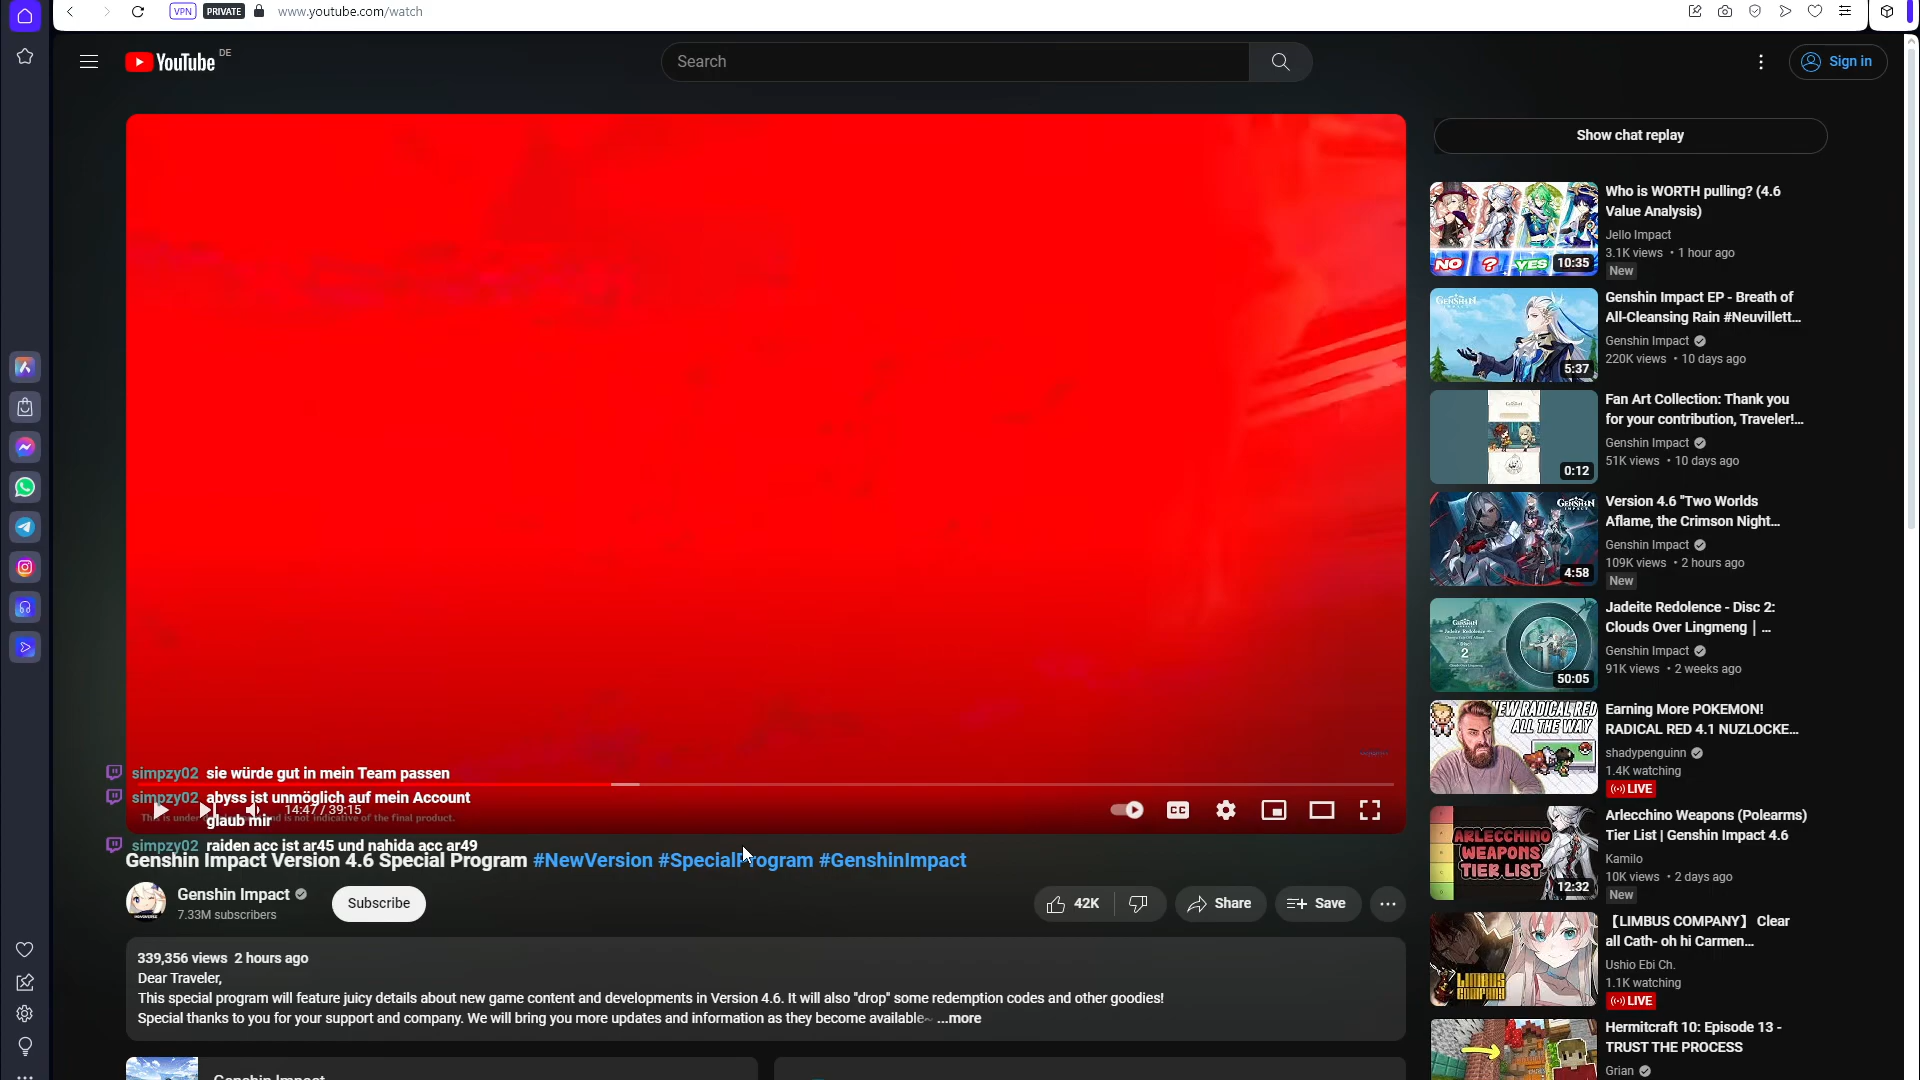 VPN PRIVATE www.youtube.com/watch
YouTube DE
Search
Sign in
Show chat replay
Who is WORTH pulling? (4.6
Value Analysis)
Jello Impact
3.1K views • 1 hour ago
New
NO ? YES 10:35
Genshin Impact EP - Breath of
All-Cleansing Rain #Neuvillett...
Genshin Impact
220K views • 10 days ago
GENSHIN
5:37
Fan Art Collection: Thank you
for your contribution, Traveler!...
Genshin Impact
51K views • 10 days ago
0:12
Version 4.6 "Two Worlds
Aflame, the Crimson Night...
Genshin Impact
109K views • 2 hours ago
New
GENSHIN
4:58
Jadeite Redolence - Disc 2:
Clouds Over Lingmeng | ...
Genshin Impact
91K views • 2 weeks ago
Jadeite Redolence
Disc
2
50:05
Earning More POKEMON!
RADICAL RED 4.1 NUZLOCKE...
shadypenguinn
1.4K watching
LIVE
NEW RADICAL RED
ALL THE WAY
Arlecchino Weapons (Polearms)
Tier List | Genshin Impact 4.6
Kamilo
10K views • 2 days ago
New
ARLECCHINO
WEAPONS
TIER LIST
12:32
【LIMBUS COMPANY】 Clear
all Cath- oh hi Carmen...
Ushio Ebi Ch.
1.1K watching
LIVE
LIMBUS
COMPANY
Hermitcraft 10: Episode 13 -
TRUST THE PROCESS
Grian
simpzy02 sie würde gut in mein Team passen
simpzy02 abyss ist unmöglich auf mein Account
glaub mir
14:47 / 39:15
This is under is not indicative of the final product.
CC
simpzy02 raiden acc ist ar45 und nahida acc ar49
Genshin Impact Version 4.6 Special Program #NewVersion #SpecialProgram #GenshinImpact
Genshin Impact
7.33M subscribers
Subscribe
42K
Share
Save
339,356 views 2 hours ago
Dear Traveler,
This special program will feature juicy details about new game content and developments in Version 4.6. It will also "drop" some redemption codes and other goodies!
Special thanks to you for your support and company. We will bring you more updates and information as they become available~ ...more
Genshin Impact